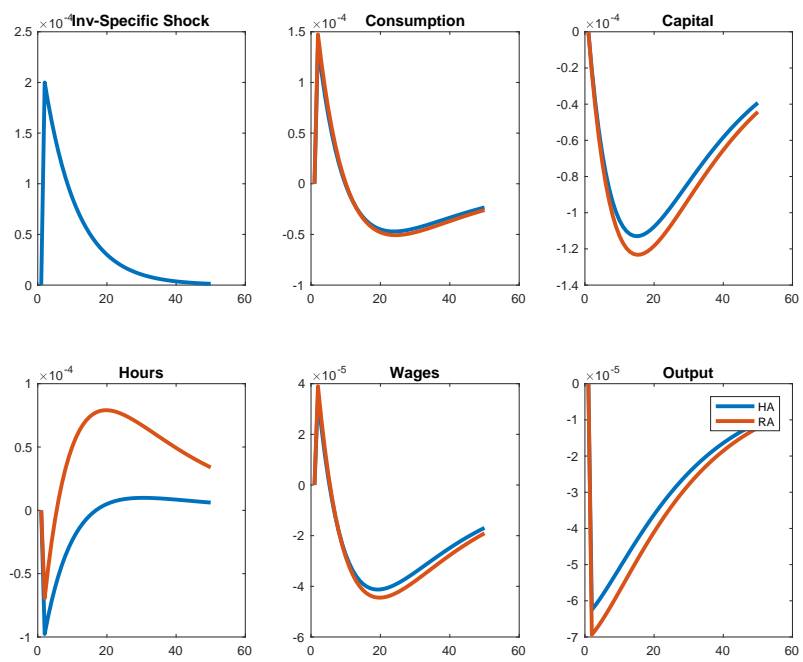 ×10⁻⁴ Inv-Specific Shock
2.5
2
1.5
1
0.5
0
0 20 40 60
×10⁻⁴ Consumption
1.5
1
0.5
0
-0.5
-1
0 20 40 60
×10⁻⁴ Capital
0
-0.2
-0.4
-0.6
-0.8
-1
-1.2
-1.4
0 20 40 60
×10⁻⁴ Hours
1
0.5
0
-0.5
-1
0 20 40 60
×10⁻⁵ Wages
4
2
0
-2
-4
-6
0 20 40 60
×10⁻⁵ Output
0
-1
-2
-3
-4
-5
-6
-7
0 20 40 60
HA
RA